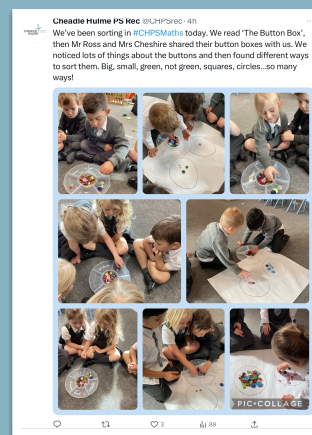 Cheadle Hulme PS Rec @CHPSrec · 4h
We've been sorting in #CHPSMaths today. We read 'The Button Box',
then Mr Ross and Mrs Cheshire shared their button boxes with us. We
noticed lots of things about the buttons and then found different ways
to sort them. Big, small, green, not green, squares, circles...so many
ways!
PIC•COLLAGE
3
89